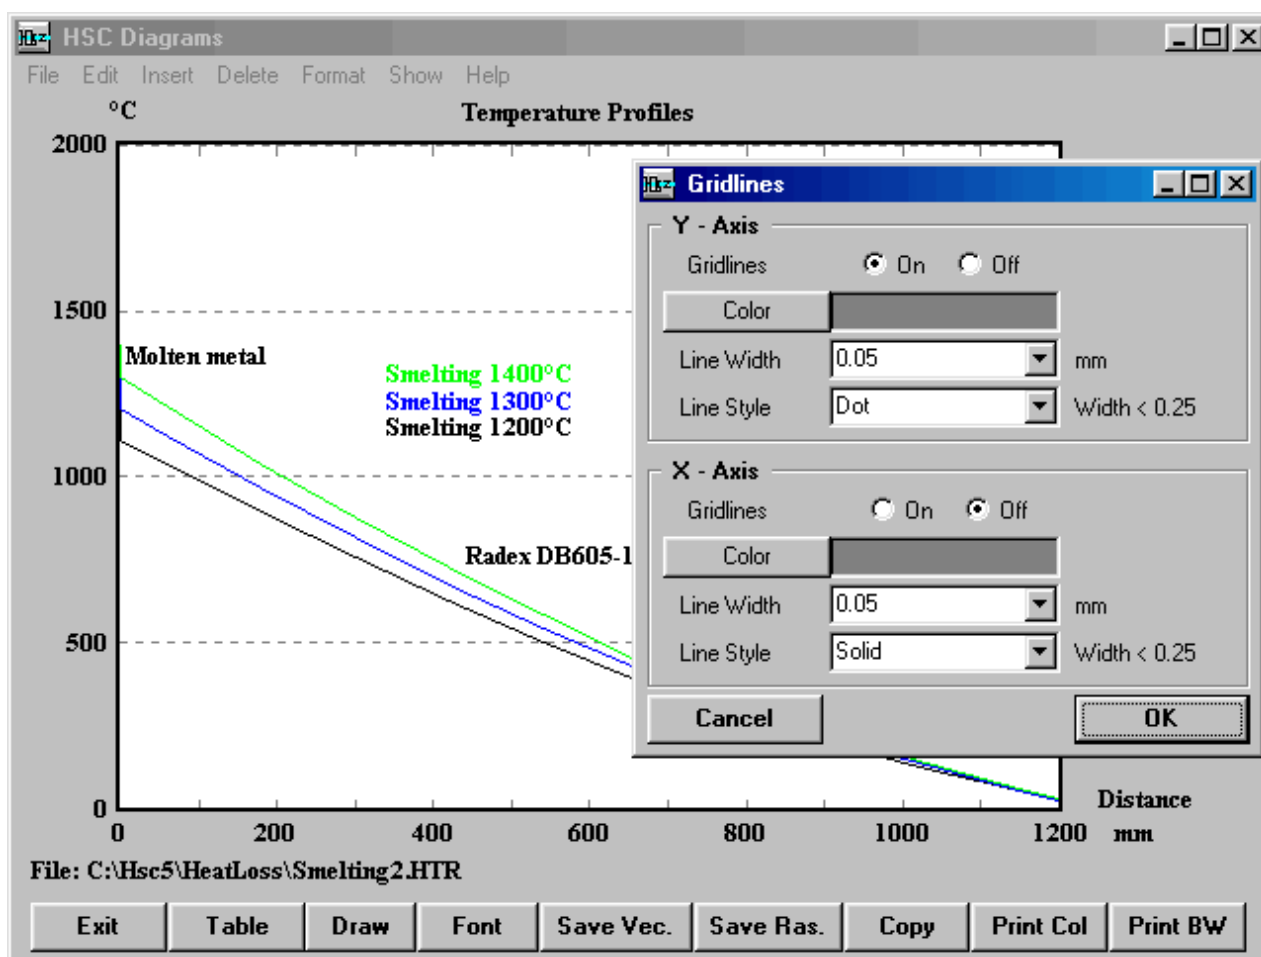 HSC Diagrams
File Edit Insert Delete Format Show Help
°C Temperature Profiles
2000
1500
1000
500
0
Molten metal
Smelting 1400°C
Smelting 1300°C
Smelting 1200°C
Radex DB605-1
0 200 400 600 800 1000 1200
Distance
mm
Gridlines
Y - Axis
Gridlines On Off
Color
Line Width 0.05 mm
Line Style Dot Width < 0.25
X - Axis
Gridlines On Off
Color
Line Width 0.05 mm
Line Style Solid Width < 0.25
Cancel OK
File: C:\Hsc5\HeatLoss\Smelting2.HTR
Exit Table Draw Font Save Vec. Save Ras. Copy Print Col Print BW